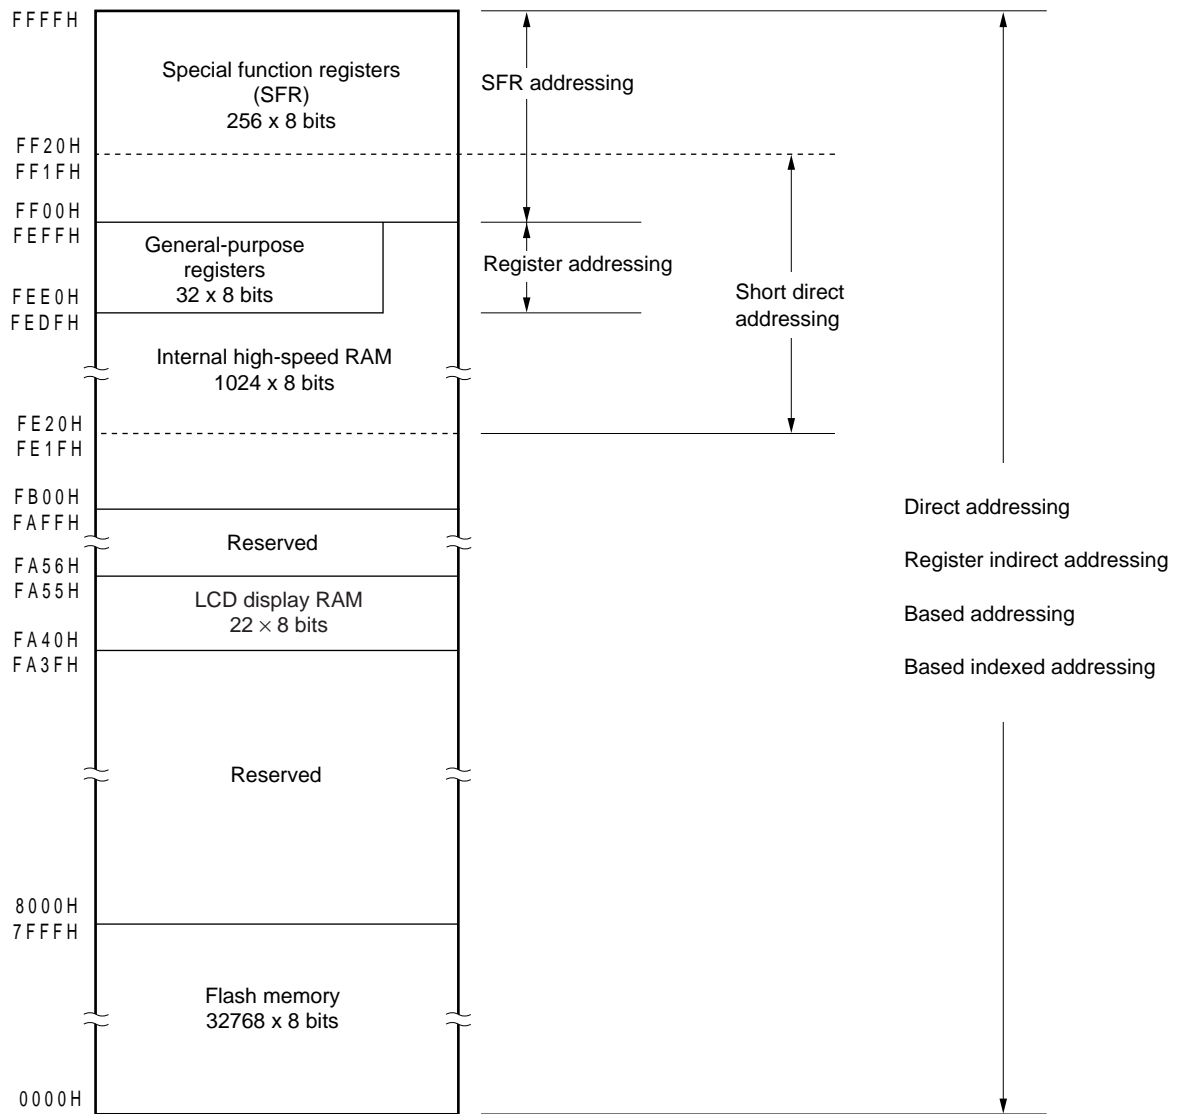 FFFFH
Special function registers
(SFR)
256 x 8 bits
SFR addressing
FF20H
FF1FH
FF00H
FEFFH
General-purpose
registers
32 x 8 bits
Register addressing
FEE0H
FEDFH
Short direct
addressing
Internal high-speed RAM
1024 x 8 bits
FE20H
FE1FH
FB00H
FAFFH
Reserved
FA56H
FA55H
LCD display RAM
22 × 8 bits
FA40H
FA3FH
Direct addressing
Register indirect addressing
Based addressing
Based indexed addressing
Reserved
8000H
7FFFH
Flash memory
32768 x 8 bits
0000H